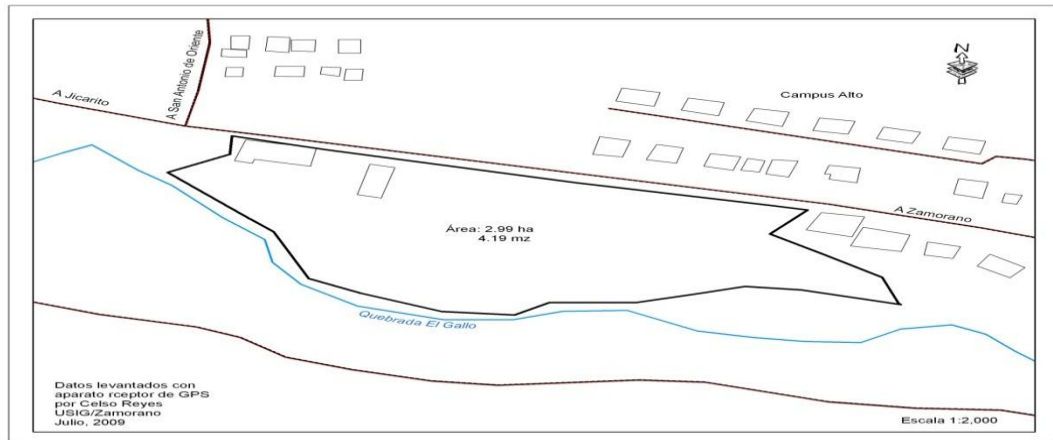 N
A San Antonio de Oriente
A Jicarito
Campus Alto
A Zamorano
Área: 2.99 ha
4.19 mz
Quebrada El Gallo
Datos levantados con
aparato rceptor de GPS
por Celso Reyes
USIG/Zamorano
Julio, 2009
Escala 1:2,000